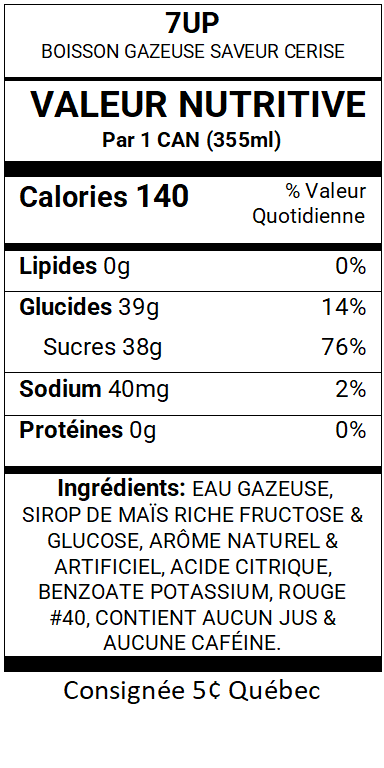 7UP
BOISSON GAZEUSE SAVEUR CERISE
VALEUR NUTRITIVE
Par 1 CAN (355ml)
Calories 140
% Valeur
Quotidienne
Lipides 0g 0%
Glucides 39g 14%
Sucres 38g 76%
Sodium 40mg 2%
Protéines 0g 0%
Ingrédients: EAU GAZEUSE,
SIROP DE MAÏS RICHE FRUCTOSE &
GLUCOSE, ARÔME NATUREL &
ARTIFICIEL, ACIDE CITRIQUE,
BENZOATE POTASSIUM, ROUGE
#40, CONTIENT AUCUN JUS &
AUCUNE CAFÉINE.
Consignée 5¢ Québec